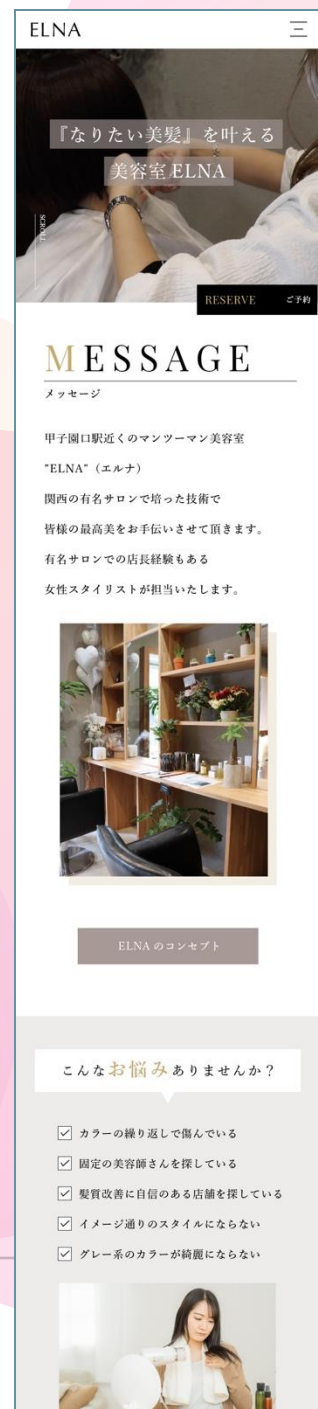 ELNA
『なりたい美髪』を叶える
美容室 ELNA
SCROLL
RESERVE ご予約
MESSAGE
メッセージ
甲子園口駅近くのマンツーマン美容室
"ELNA"（エルナ）
関西の有名サロンで培った技術で
皆様の最高美をお手伝いさせて頂きます。
有名サロンでの店長経験もある
女性スタイリストが担当いたします。
ELNA のコンセプト
こんなお悩みありませんか？
カラーの繰り返しで傷んでいる
固定の美容師さんを探している
髪質改善に自信のある店舗を探している
イメージ通りのスタイルにならない
グレー系のカラーが綺麗にならない